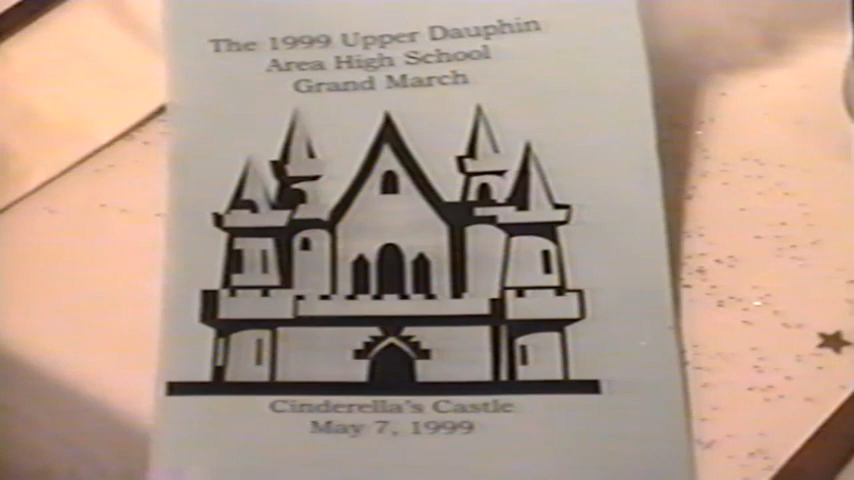 The 1999 Upper Dauphin
Area High School
Grand March
Cinderella's Castle
May 7, 1999